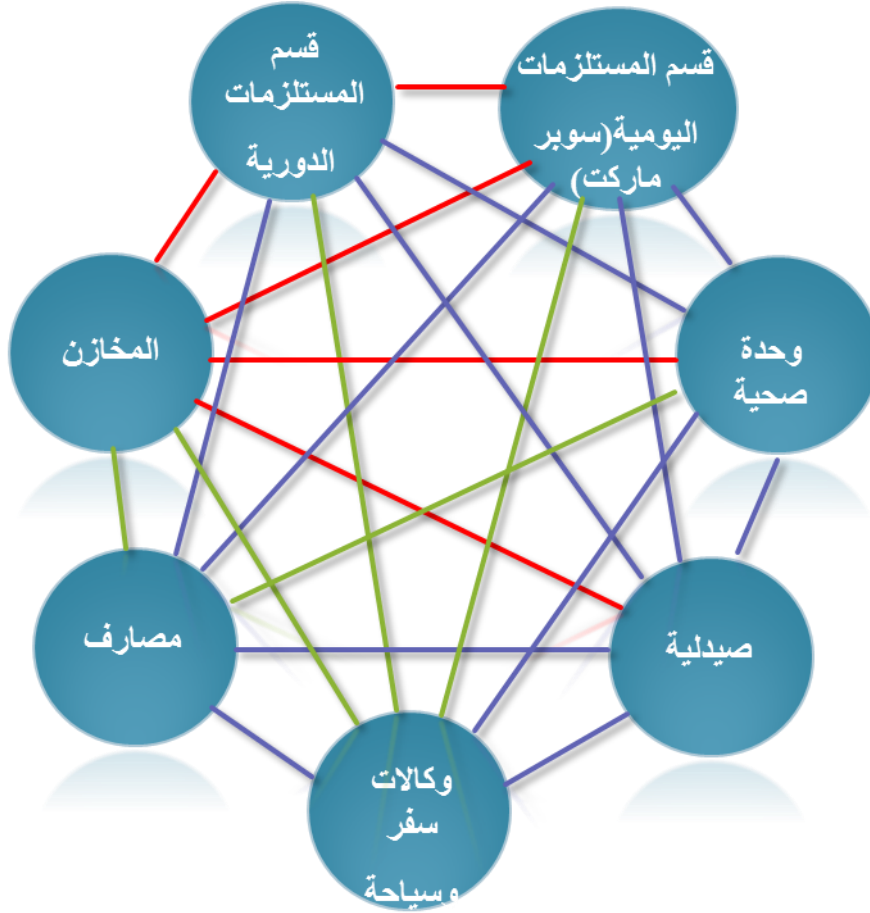 قسم
المستلزمات
الدورية
قسم المستلزمات
اليومية(سوبر
ماركت)
المخازن
وحدة
صحية
مصارف
صيدلية
وكالات
سفر
وسياحة